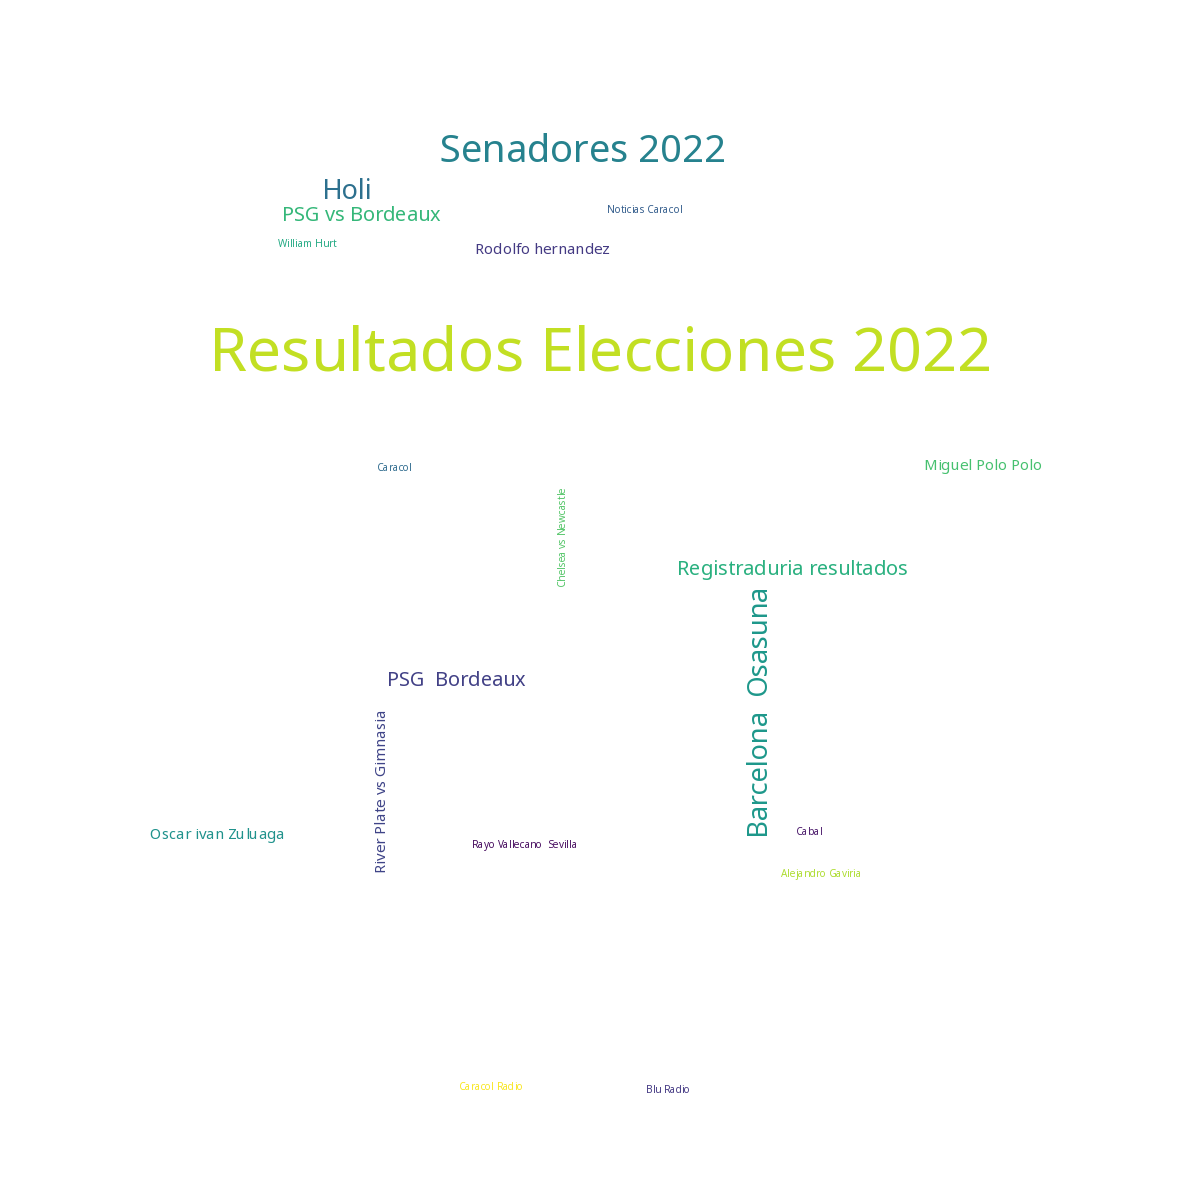 Senadores 2022
Holi
PSG vs Bordeaux
Noticias Caracol
William Hurt
Rodolfo hernandez
Resultados Elecciones 2022
Caracol
Miguel Polo Polo
Chelsea vs Newcastle
Registraduria resultados
Barcelona  Osasuna
PSG  Bordeaux
River Plate vs Gimnasia
Oscar ivan Zuluaga
Rayo Vallecano  Sevilla
Cabal
Alejandro Gaviria
Caracol Radio
Blu Radio